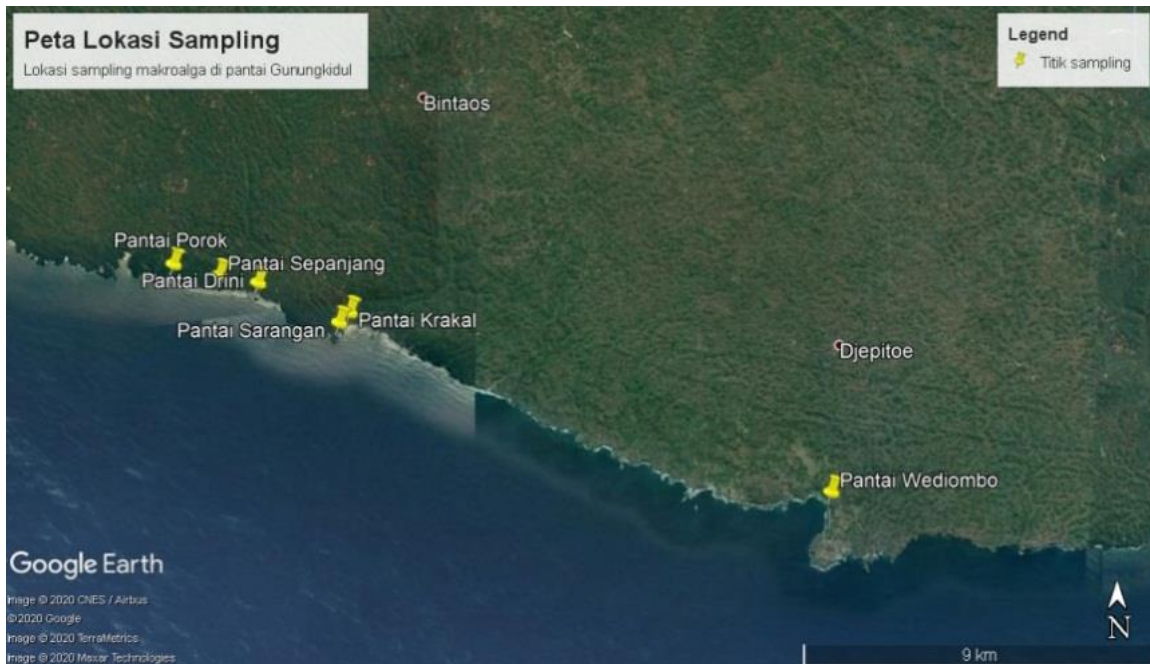 Peta Lokasi Sampling
Lokasi sampling makroalga di pantai Gunungkidul
Legend
Titik sampling
Bintaos
Pantai Porok
Pantai Sepanjang
Pantai Drini
Pantai Sarangan
Pantai Krakal
Djepitoe
Pantai Wediombo
Google Earth
Image © 2020 CNES / Airbus
© 2020 Google
Image © 2020 TerraMetrics
Image © 2020 Maxar Technologies
N
9 km